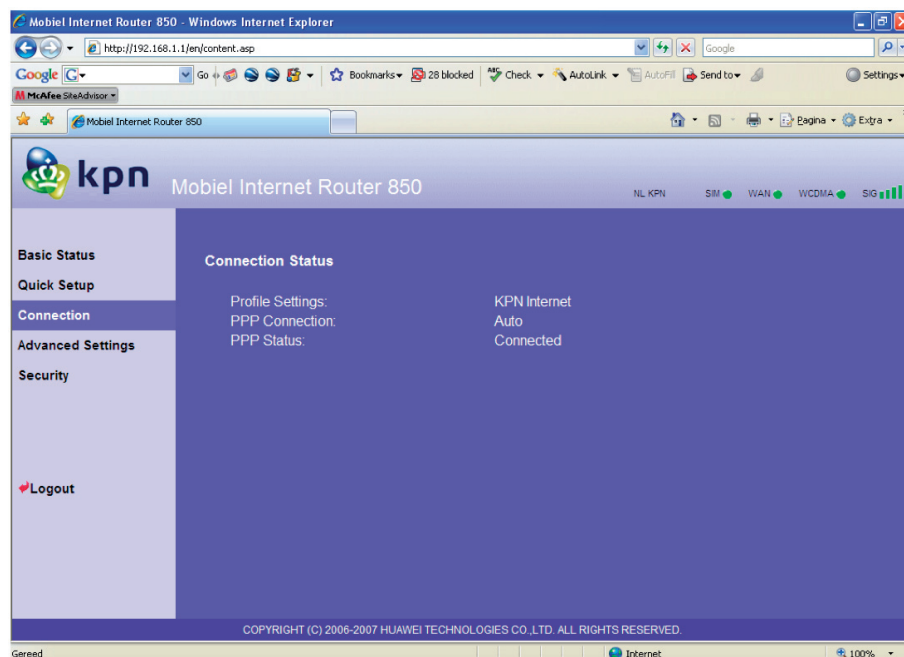 Mobiel Internet Router 850 - Windows Internet Explorer
http://192.168.1.1/en/content.asp
Google
Google G Go Bookmarks 28 blocked Check AutoLink AutoFill Send to Settings
McAfee SiteAdvisor
Mobiel Internet Router 850 Pagina Extra
kpn Mobiel Internet Router 850
NL KPN SIM WAN WCDMA SIG
Basic Status
Quick Setup
Connection
Advanced Settings
Security
Logout
Connection Status
Profile Settings: KPN Internet
PPP Connection: Auto
PPP Status: Connected
COPYRIGHT (C) 2006-2007 HUAWEI TECHNOLOGIES CO.,LTD. ALL RIGHTS RESERVED.
Gereed Internet 100%